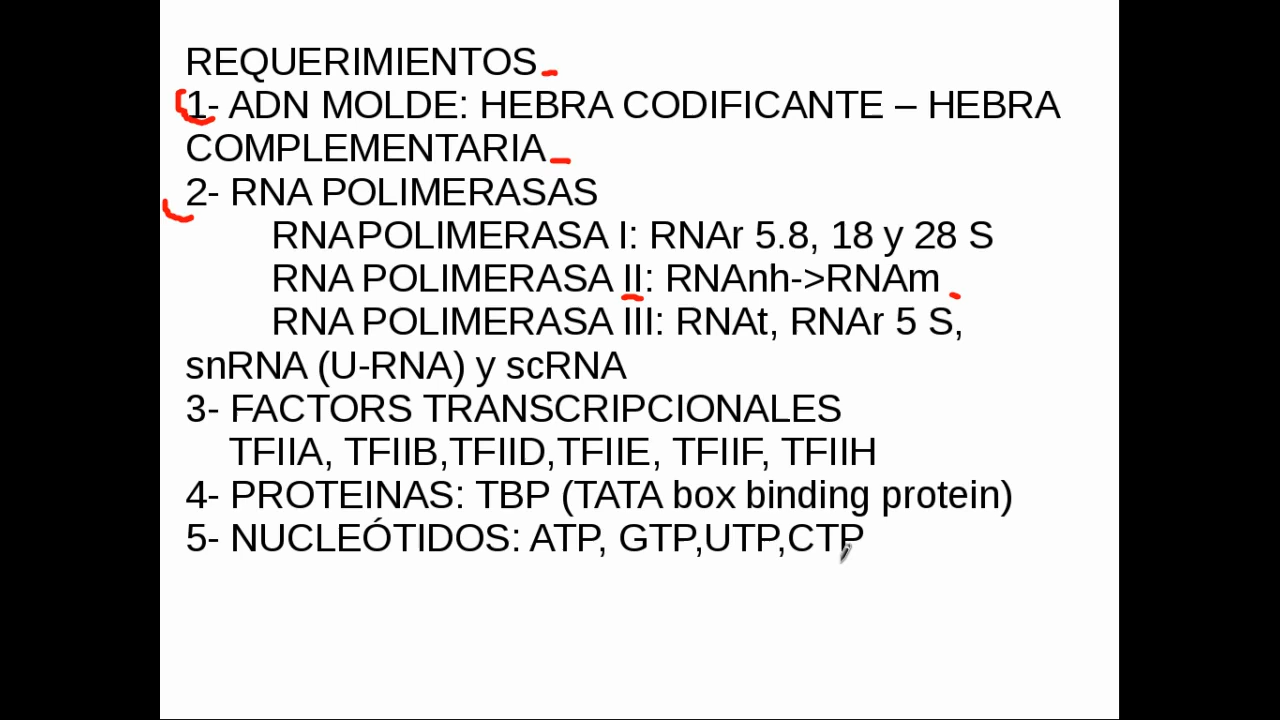 REQUERIMIENTOS
1- ADN MOLDE: HEBRA CODIFICANTE – HEBRA
COMPLEMENTARIA
2- RNA POLIMERASAS
RNAPOLIMERASA I: RNAr 5.8, 18 y 28 S
RNA POLIMERASA II: RNAnh->RNAm
RNA POLIMERASA III: RNAt, RNAr 5 S,
snRNA (U-RNA) y scRNA
3- FACTORS TRANSCRIPCIONALES
TFIIA, TFIIB,TFIID,TFIIE, TFIIF, TFIIH
4- PROTEINAS: TBP (TATA box binding protein)
5- NUCLEÓTIDOS: ATP, GTP,UTP,CTP